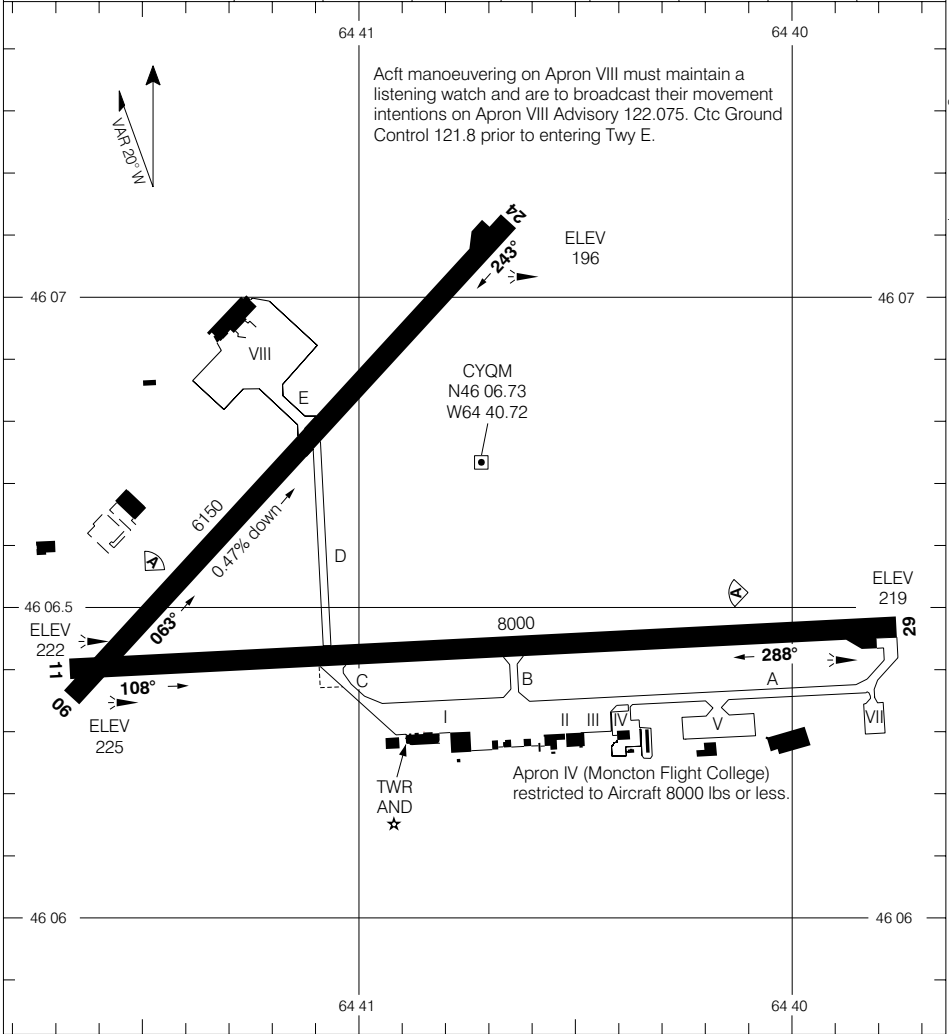 64 41
64 40
Acft manoeuvering on Apron VIII must maintain a
listening watch and are to broadcast their movement
intentions on Apron VIII Advisory 122.075. Ctc Ground
Control 121.8 prior to entering Twy E.
VAR 20° W
24
243°
ELEV
196
46 07
46 07
VIII
E
CYQM
N46 06.73
W64 40.72
6150
0.47% down
D
A
A
46 06.5
063°
ELEV
222
8000
ELEV
219
29
11
108°
288°
06
ELEV
225
C
B
A
I
II
III
IV
V
VII
TWR
AND
Apron IV (Moncton Flight College)
restricted to Aircraft 8000 lbs or less.
46 06
46 06
64 41
64 40